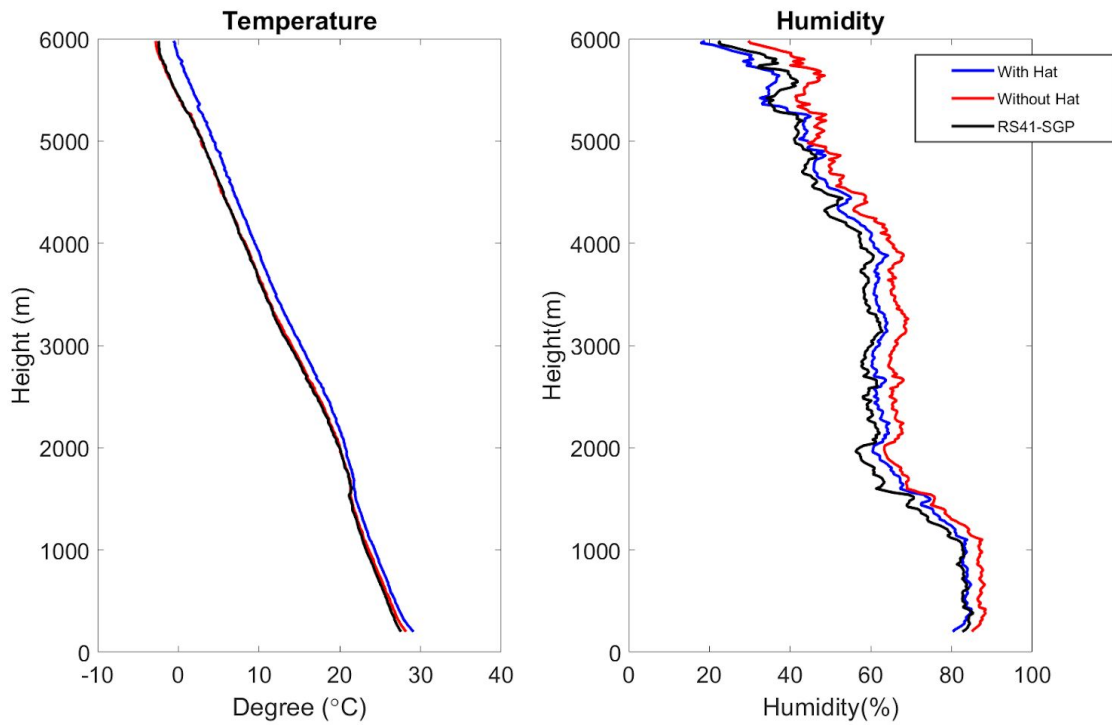 Temperature
6000
5000
4000
3000
2000
1000
0
Height (m)
-10 0 10 20 30 40
Degree (°C)
Humidity
6000
5000
4000
3000
2000
1000
0
Height(m)
0 20 40 60 80 100
Humidity(%)
With Hat
Without Hat
RS41-SGP